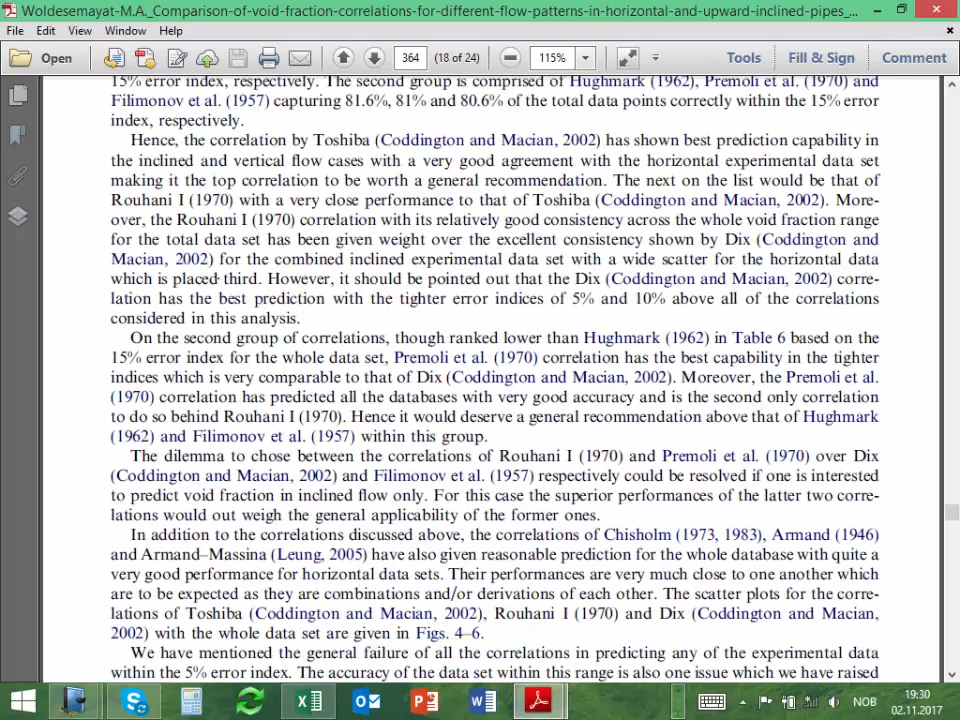 Woldesemayat-M.A._Comparison-of-void-fraction-correlations-for-different-flow-patterns-in-horizontal-and-upward-inclined-pipes_...
File Edit View Window Help
Open 364 (18 of 24) 115% Tools Fill & Sign Comment
15% error index, respectively. The second group is comprised of Hughmark (1962), Premoli et al. (1970) and
Filimonov et al. (1957) capturing 81.6%, 81% and 80.6% of the total data points correctly within the 15% error
index, respectively.
Hence, the correlation by Toshiba (Coddington and Macian, 2002) has shown best prediction capability in
the inclined and vertical flow cases with a very good agreement with the horizontal experimental data set
making it the top correlation to be worth a general recommendation. The next on the list would be that of
Rouhani I (1970) with a very close performance to that of Toshiba (Coddington and Macian, 2002). More-
over, the Rouhani I (1970) correlation with its relatively good consistency across the whole void fraction range
for the total data set has been given weight over the excellent consistency shown by Dix (Coddington and
Macian, 2002) for the combined inclined experimental data set with a wide scatter for the horizontal data
which is placed third. However, it should be pointed out that the Dix (Coddington and Macian, 2002) corre-
lation has the best prediction with the tighter error indices of 5% and 10% above all of the correlations
considered in this analysis.
On the second group of correlations, though ranked lower than Hughmark (1962) in Table 6 based on the
15% error index for the whole data set, Premoli et al. (1970) correlation has the best capability in the tighter
indices which is very comparable to that of Dix (Coddington and Macian, 2002). Moreover, the Premoli et al.
(1970) correlation has predicted all the databases with very good accuracy and is the second only correlation
to do so behind Rouhani I (1970). Hence it would deserve a general recommendation above that of Hughmark
(1962) and Filimonov et al. (1957) within this group.
The dilemma to chose between the correlations of Rouhani I (1970) and Premoli et al. (1970) over Dix
(Coddington and Macian, 2002) and Filimonov et al. (1957) respectively could be resolved if one is interested
to predict void fraction in inclined flow only. For this case the superior performances of the latter two corre-
lations would out weigh the general applicability of the former ones.
In addition to the correlations discussed above, the correlations of Chisholm (1973, 1983), Armand (1946)
and Armand–Massina (Leung, 2005) have also given reasonable prediction for the whole database with quite a
very good performance for horizontal data sets. Their performances are very much close to one another which
are to be expected as they are combinations and/or derivations of each other. The scatter plots for the corre-
lations of Toshiba (Coddington and Macian, 2002), Rouhani I (1970) and Dix (Coddington and Macian,
2002) with the whole data set are given in Figs. 4–6.
We have mentioned the general failure of all the correlations in predicting any of the experimental data
within the 5% error index. The accuracy of the data set within this range is also one issue which we have raised
NOB 19:30
02.11.2017